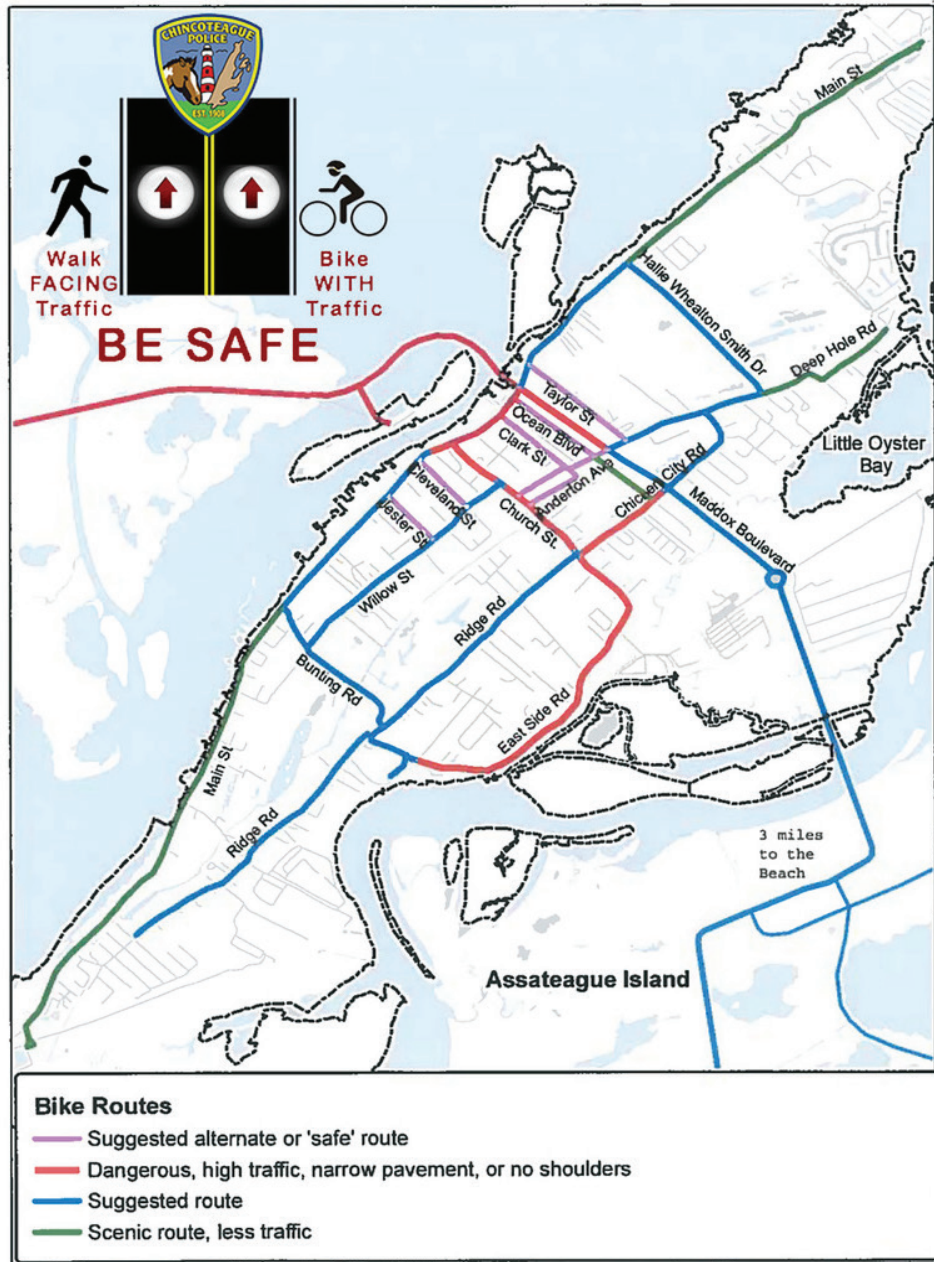 CHINCOTEAGUE
POLICE
EST 1908
Walk
FACING
Traffic
Bike
WITH
Traffic
BE SAFE
Main St
Hallie Whealton Smith Dr
Deep Hole Rd
Taylor St
Ocean Blvd
Clark St
Little Oyster
Bay
Anderton Ave
Chicken City Rd
Cleveland St
Church St.
Maddox Boulevard
Lester St
Willow St
Ridge Rd
Bunting Rd
East Side Rd
Main St
Ridge Rd
3 miles
to the
Beach
Assateague Island
Bike Routes
Suggested alternate or 'safe' route
Dangerous, high traffic, narrow pavement, or no shoulders
Suggested route
Scenic route, less traffic